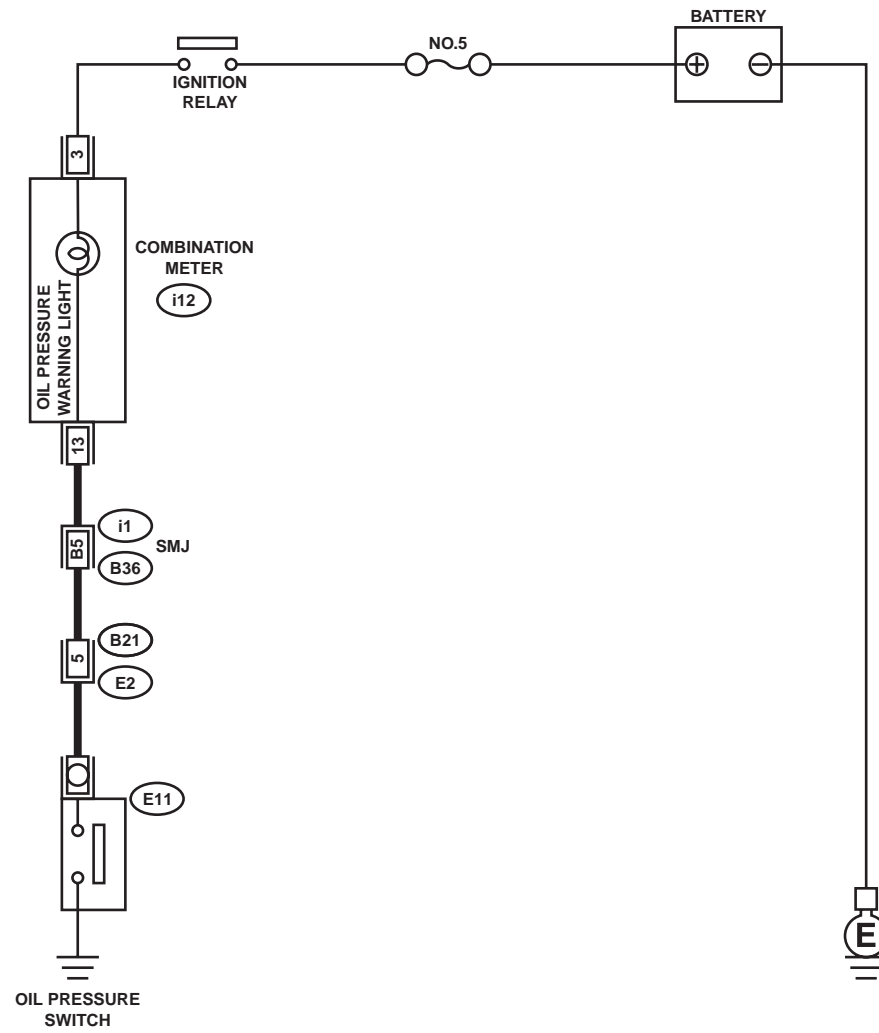 BATTERY
NO.5
IGNITION
RELAY
3
COMBINATION
METER
i12
OIL PRESSURE
WARNING LIGHT
13
i1
B5
SMJ
B36
B21
5
E2
E11
E
OIL PRESSURE
SWITCH